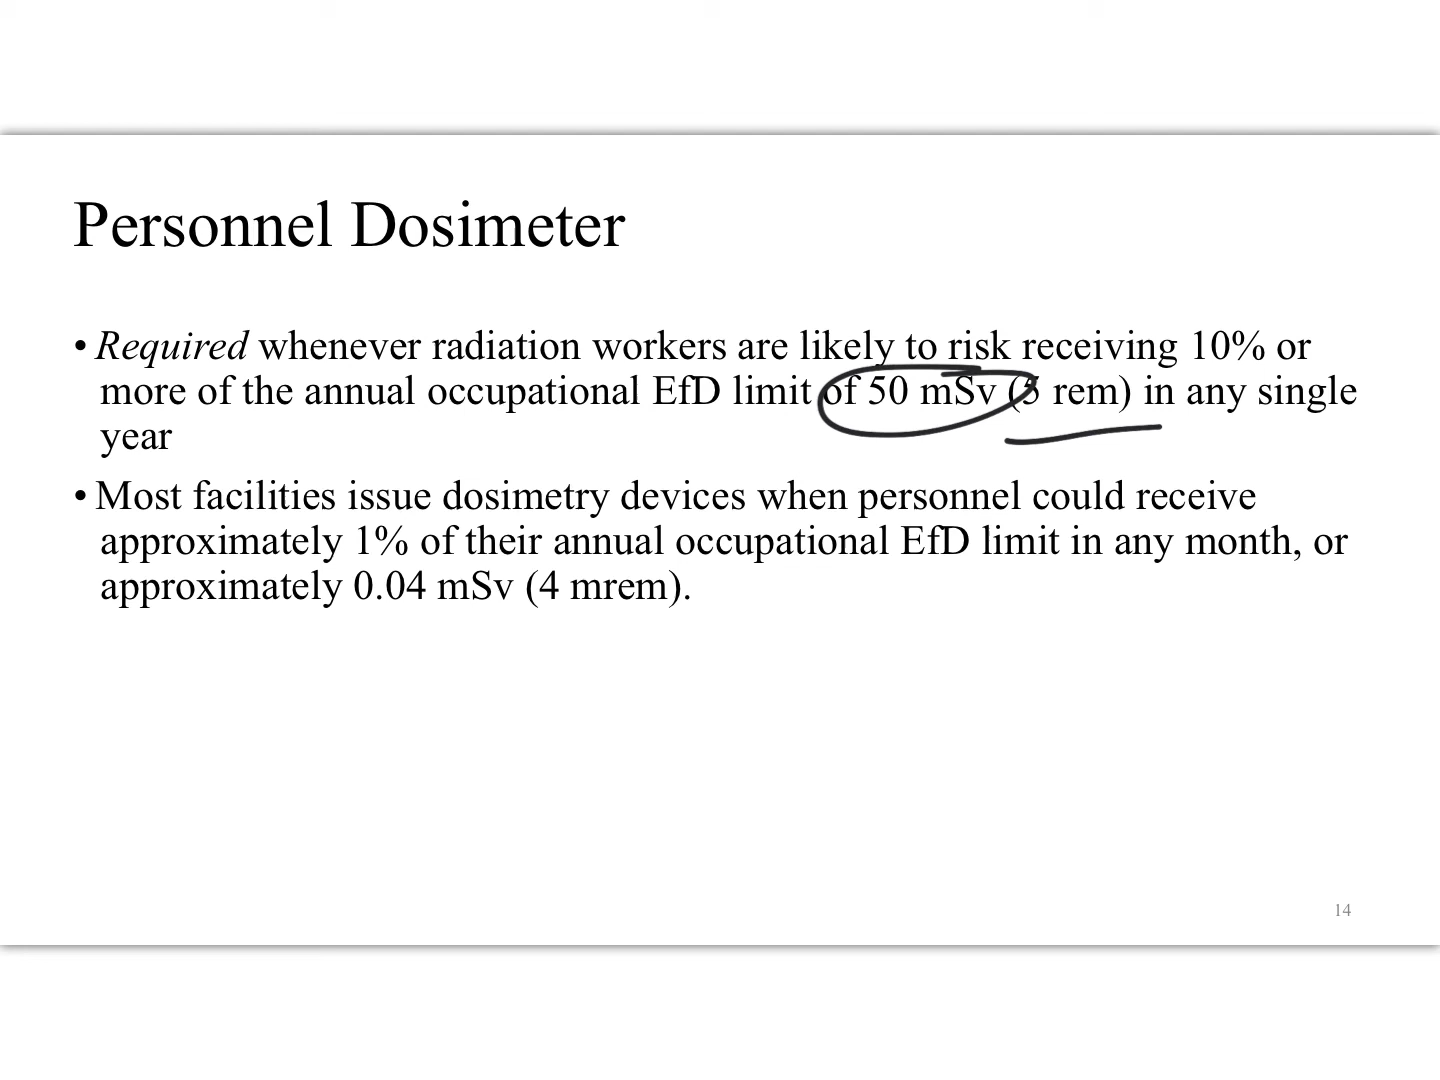 Personnel Dosimeter
• Required whenever radiation workers are likely to risk receiving 10% or
more of the annual occupational EfD limit of 50 mSv (5 rem) in any single
year
• Most facilities issue dosimetry devices when personnel could receive
approximately 1% of their annual occupational EfD limit in any month, or
approximately 0.04 mSv (4 mrem).
14